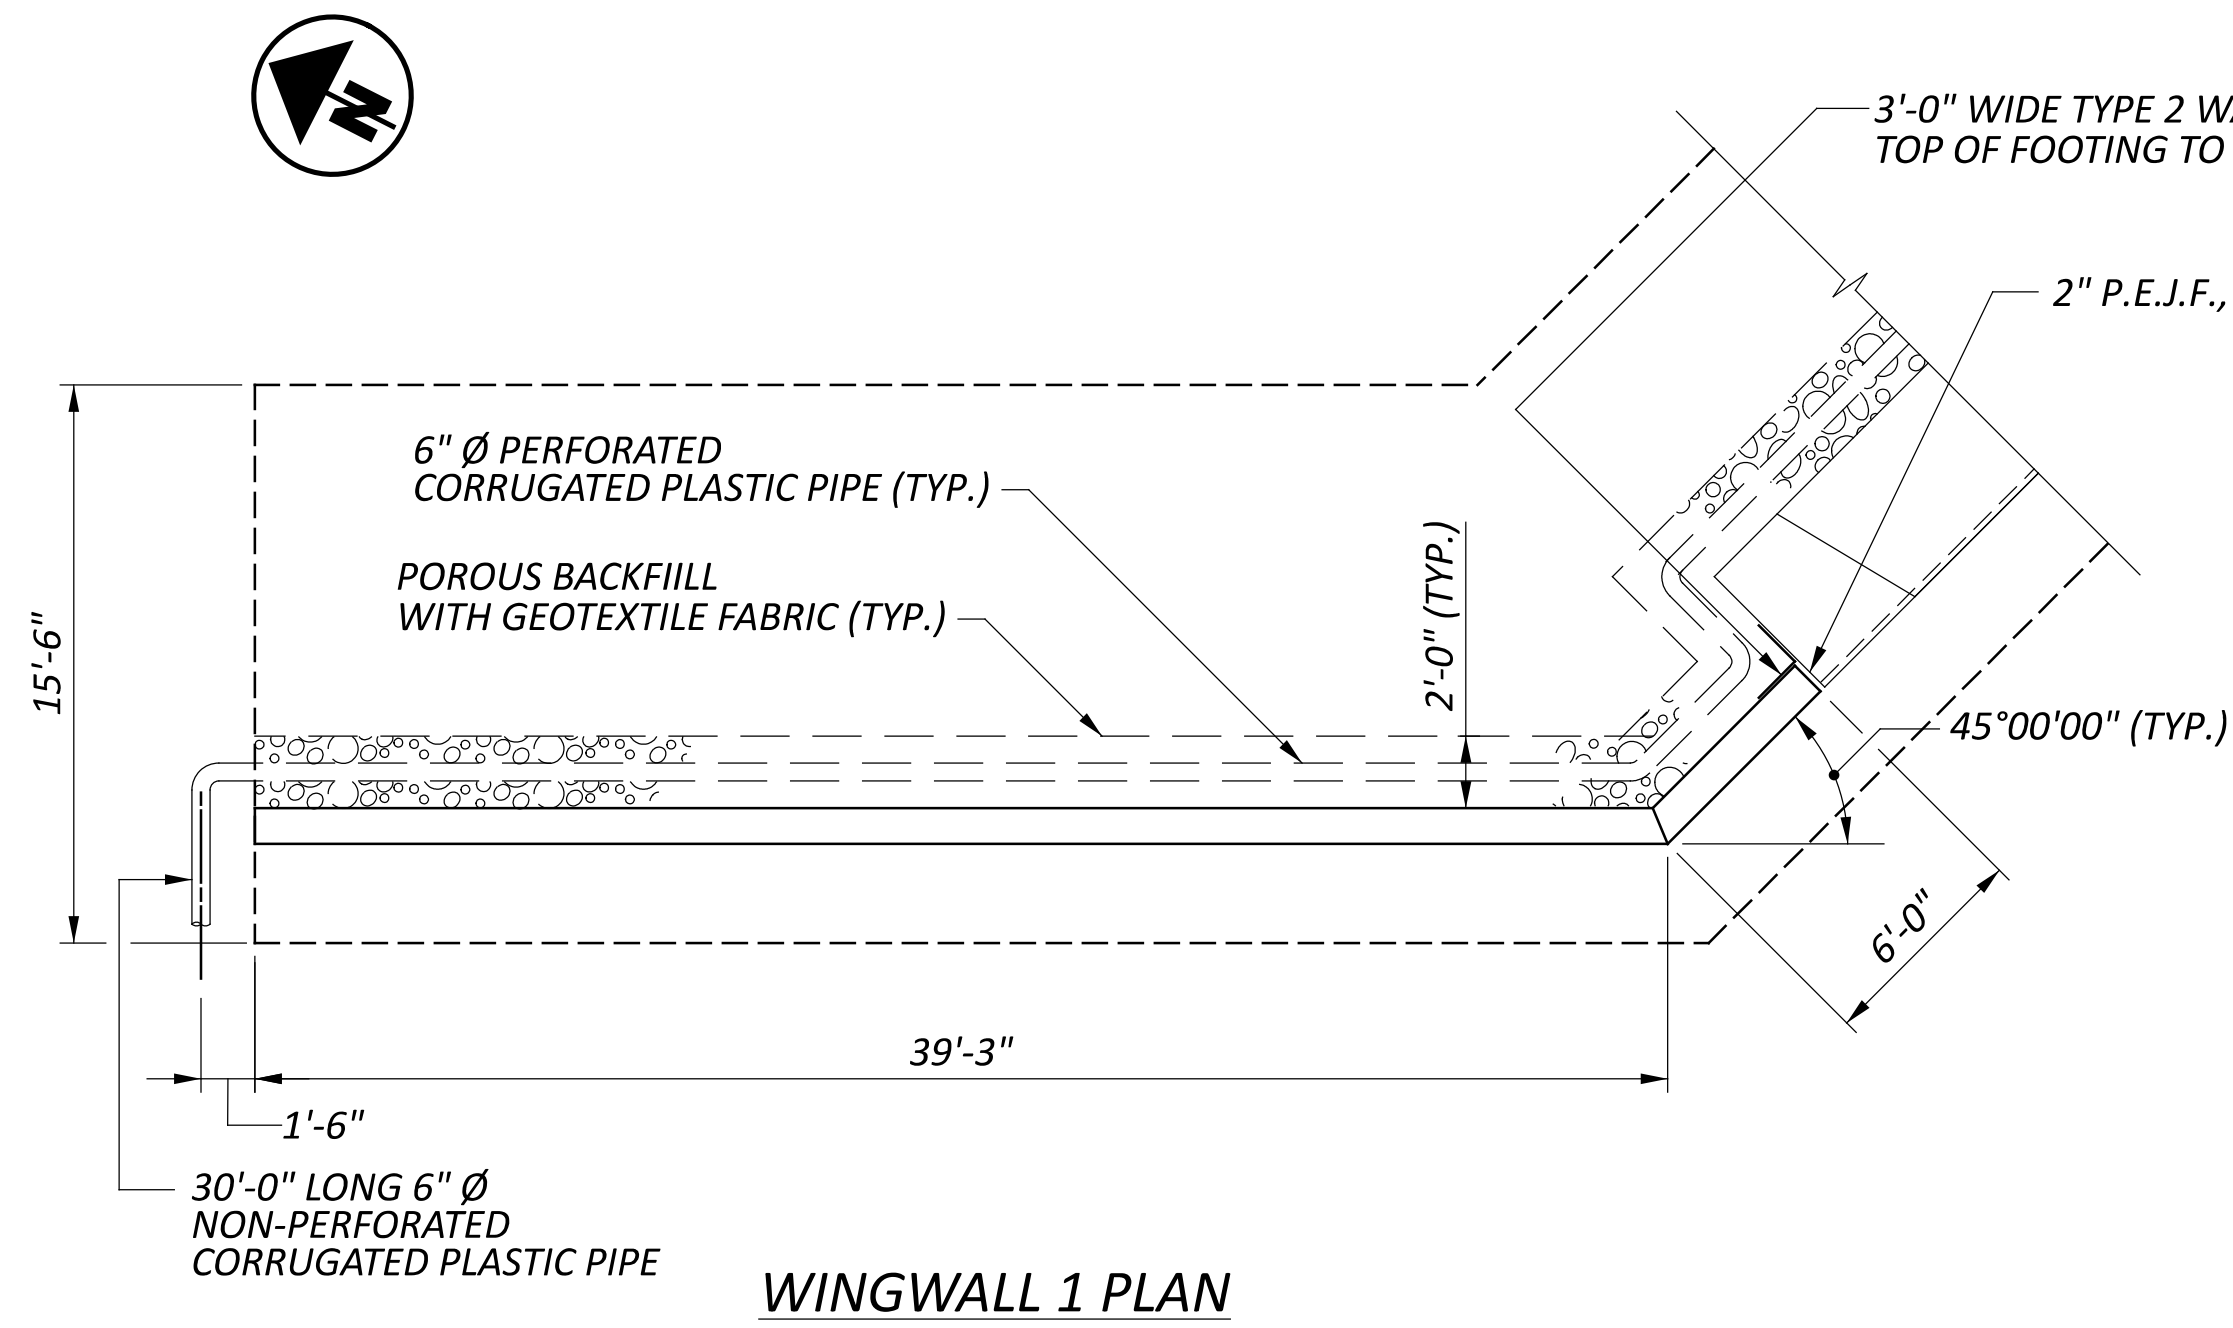 N
3'-0" WIDE TYPE 2 WA
TOP OF FOOTING TO
2" P.E.J.F.,
6" Ø PERFORATED
CORRUGATED PLASTIC PIPE (TYP.)
POROUS BACKFIILL
WITH GEOTEXTILE FABRIC (TYP.)
2'-0" (TYP.)
15'-6"
45°00'00" (TYP.)
6'-0"
39'-3"
1'-6"
30'-0" LONG 6" Ø
NON-PERFORATED
CORRUGATED PLASTIC PIPE
WINGWALL 1 PLAN